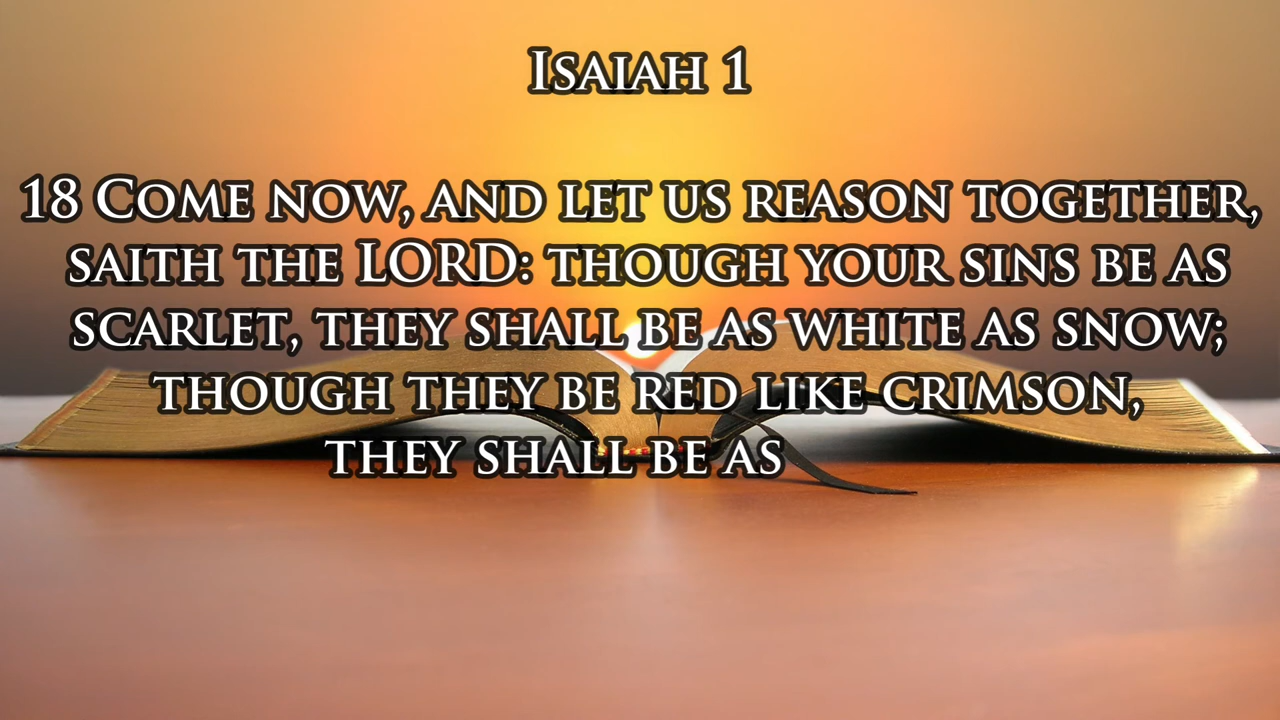 Isaiah 1
18 Come now, and let us reason together,
saith the LORD: though your sins be as
scarlet, they shall be as white as snow;
though they be red like crimson,
they shall be as